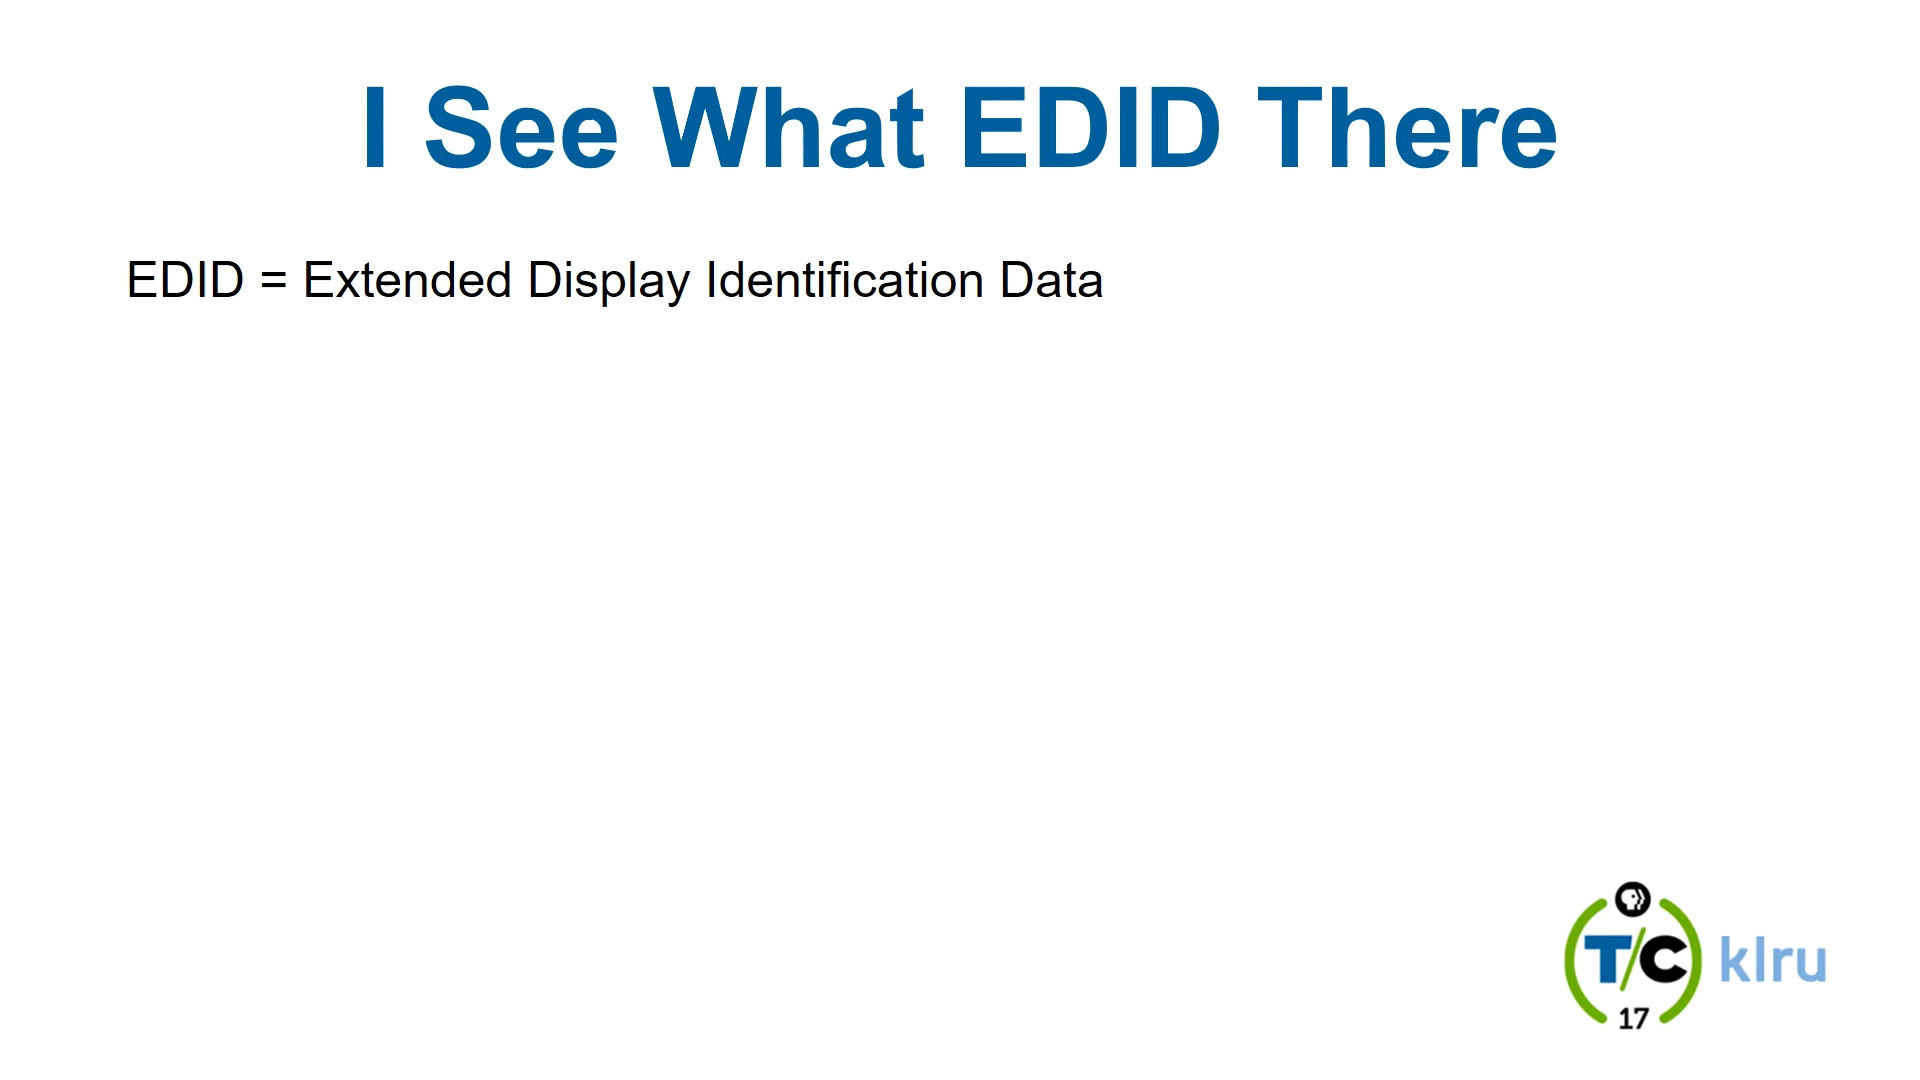 I See What EDID There
EDID = Extended Display Identification Data
T/C klru
17